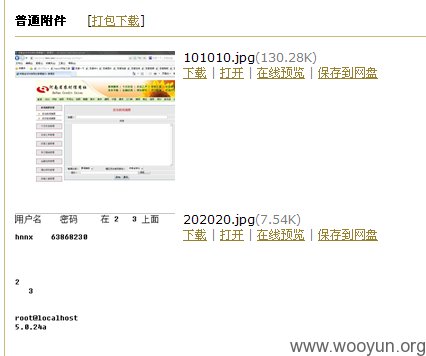 普通附件 [打包下载]
101010.jpg(130.28K)
下载 | 打开 | 在线预览 | 保存到网盘
202020.jpg(7.54K)
下载 | 打开 | 在线预览 | 保存到网盘
用户名 密码 在 2 3 上面
hnnx 63868230
2
3
root@localhost
5.0.24a
www.wooyun.org